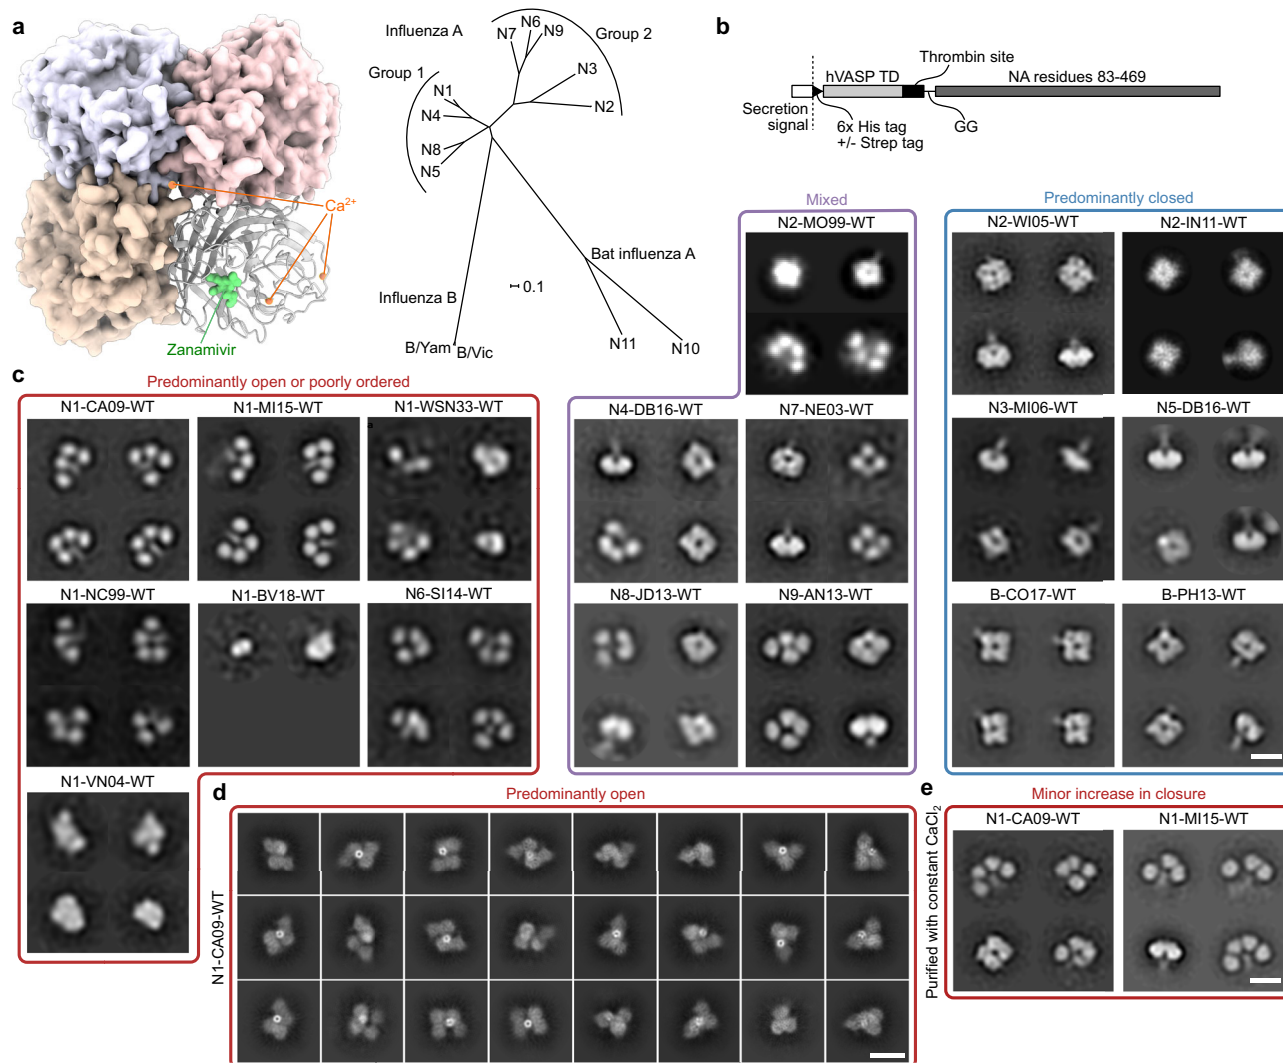 a
Ca2+
Zanamivir
Influenza A
Group 1
Group 2
N7
N6
N9
N3
N2
N1
N4
N8
N5
Bat influenza A
0.1
Influenza B
B/Yam
B/Vic
N11
N10
b
hVASP TD
Thrombin site
NA residues 83-469
Secretion
signal
6x His tag
+/- Strep tag
GG
c
Predominantly open or poorly ordered
N1-CA09-WT
N1-MI15-WT
N1-WSN33-WT
a
N1-NC99-WT
N1-BV18-WT
N6-SI14-WT
N1-VN04-WT
Mixed
N2-MO99-WT
N4-DB16-WT
N7-NE03-WT
N8-JD13-WT
N9-AN13-WT
Predominantly closed
N2-WI05-WT
N2-IN11-WT
N3-MI06-WT
N5-DB16-WT
B-CO17-WT
B-PH13-WT
d
Predominantly open
N1-CA09-WT
e
Minor increase in closure
Purified with constant CaCl2
N1-CA09-WT
N1-MI15-WT